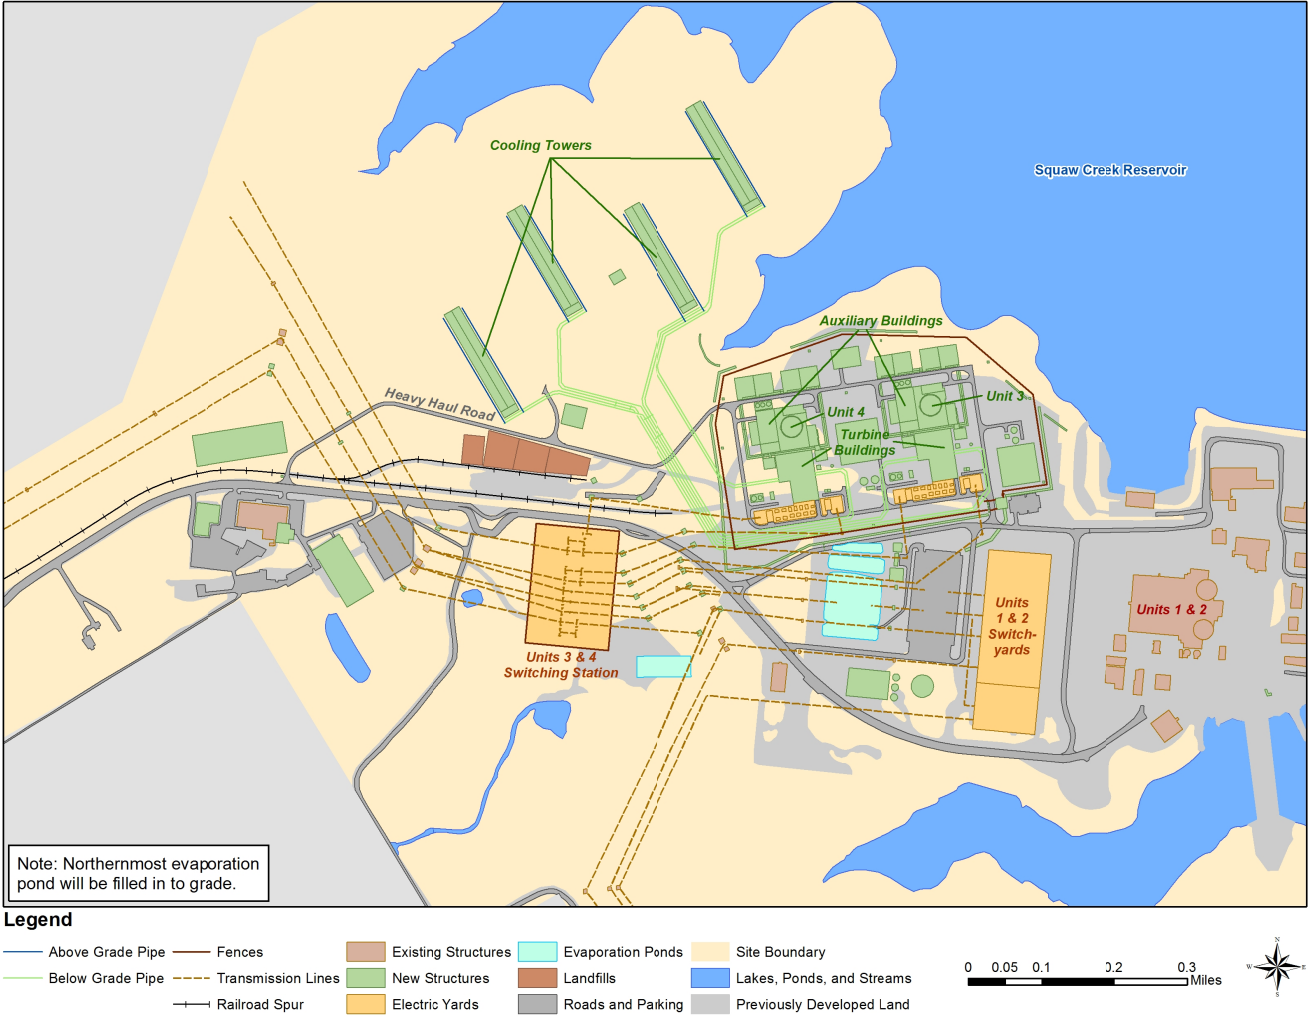 Cooling Towers
Squaw Creek Reservoir
Auxiliary Buildings
Heavy Haul Road
Unit 3
Unit 4
Turbine
Buildings
Units
1 & 2
Switch-
yards
Units 1 & 2
Units 3 & 4
Switching Station
Note: Northernmost evaporation
pond will be filled in to grade.
Legend
Above Grade Pipe
Below Grade Pipe
Fences
Transmission Lines
Railroad Spur
Existing Structures
New Structures
Electric Yards
Evaporation Ponds
Landfills
Roads and Parking
Site Boundary
Lakes, Ponds, and Streams
Previously Developed Land
0 0.05 0.1 0.2 0.3
Miles
N
W E
S